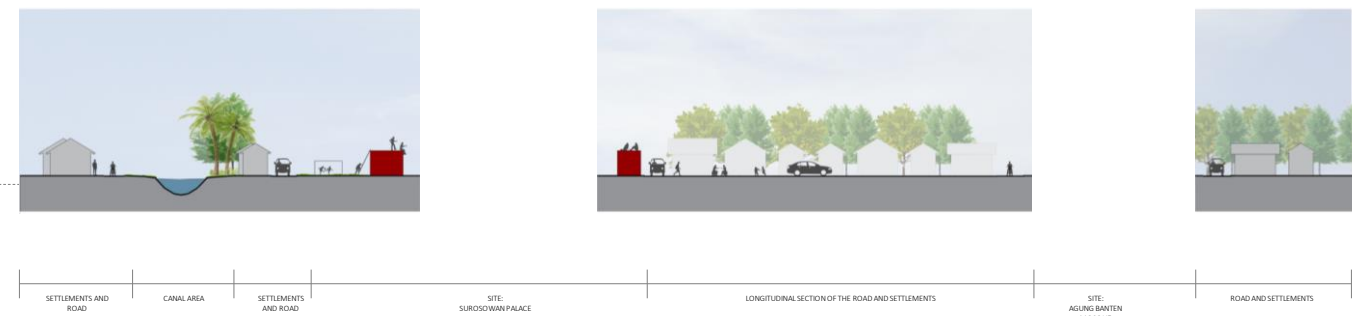 SETTLEMENTS AND
ROAD
CANAL AREA
SETTLEMENTS
AND ROAD
SITE:
SUROSOWAN PALACE
LONGITUDINAL SECTION OF THE ROAD AND SETTLEMENTS
SITE:
AGUNG BANTEN
ROAD AND SETTLEMENTS